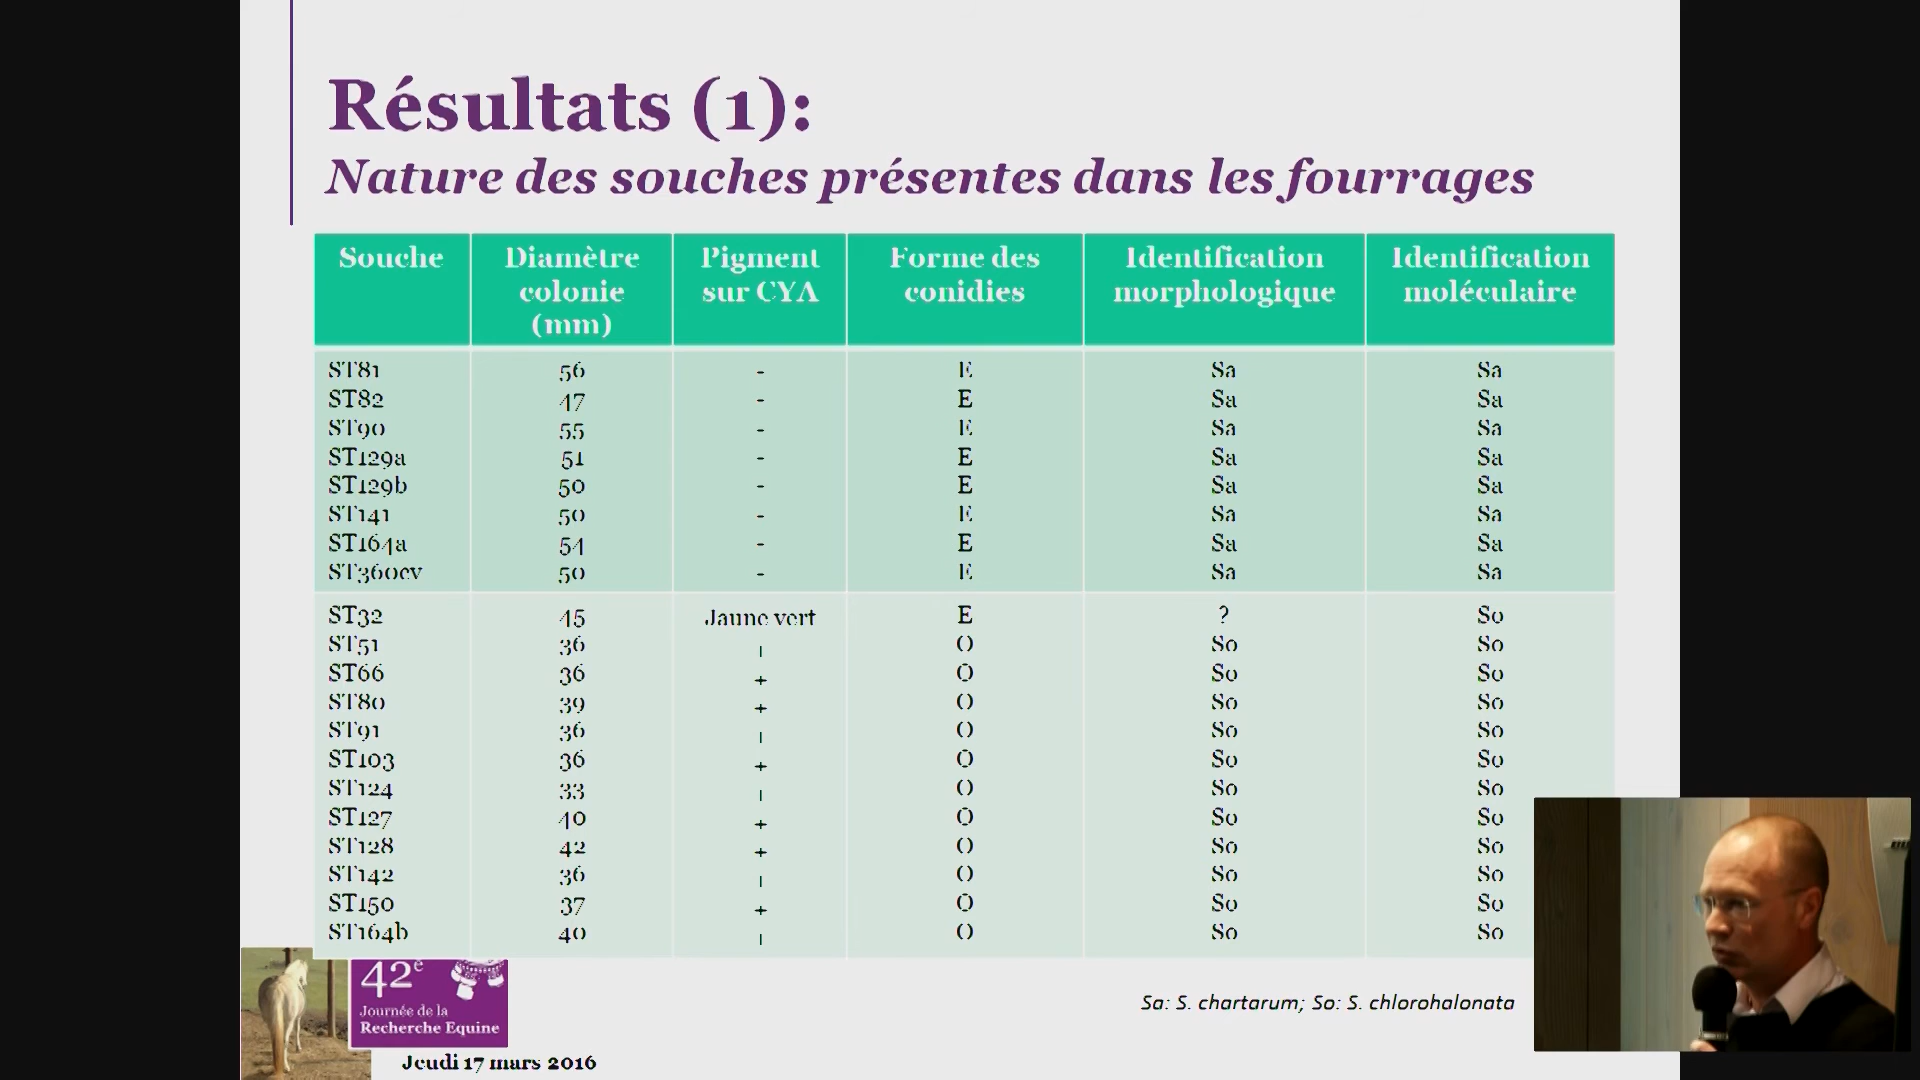 Résultats (1):
Nature des souches présentes dans les fourrages
Souche Diamètre colonie (mm) Pigment sur CYA Forme des conidies Identification morphologique Identification moléculaire
ST81 56 - E Sa Sa
ST82 47 - E Sa Sa
ST90 55 - E Sa Sa
ST129a 51 - E Sa Sa
ST129b 50 - E Sa Sa
ST141 50 - E Sa Sa
ST164a 54 - E Sa Sa
ST360ev 50 - E Sa Sa
ST32 45 Jaune vert E ? So
ST51 36 + O So So
ST66 36 + O So So
ST80 39 + O So So
ST91 36 + O So So
ST103 36 + O So So
ST124 33 + O So So
ST127 40 + O So So
ST128 42 + O So So
ST142 36 + O So So
ST150 37 + O So So
ST164b 40 + O So So
Sa: S. chartarum; So: S. chlorohalonata
42e
Journée de la
Recherche Equine
Jeudi 17 mars 2016